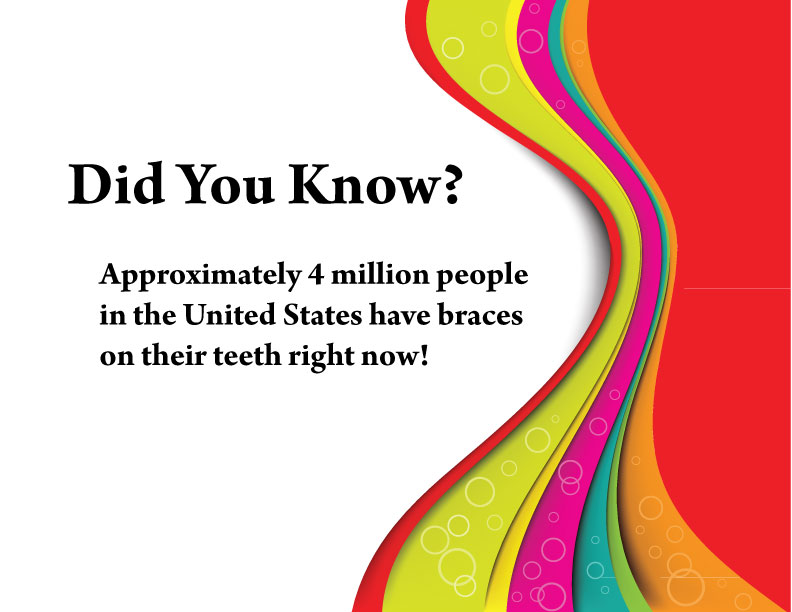 Did You Know?
Approximately 4 million people
in the United States have braces
on their teeth right now!